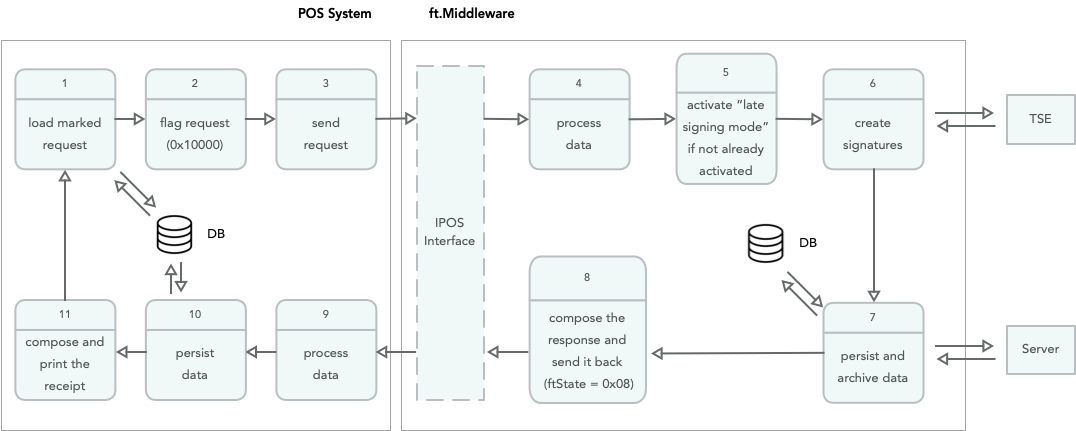 POS System
ft.Middleware
1
load marked
request
2
flag request
(0x10000)
3
send
request
4
process
data
5
activate “late
signing mode”
if not already
activated
6
create
signatures
TSE
DB
IPOS
Interface
DB
11
compose and
print the
receipt
10
persist
data
9
process
data
8
compose the
response and
send it back
(ftState = 0x08)
7
persist and
archive data
Server